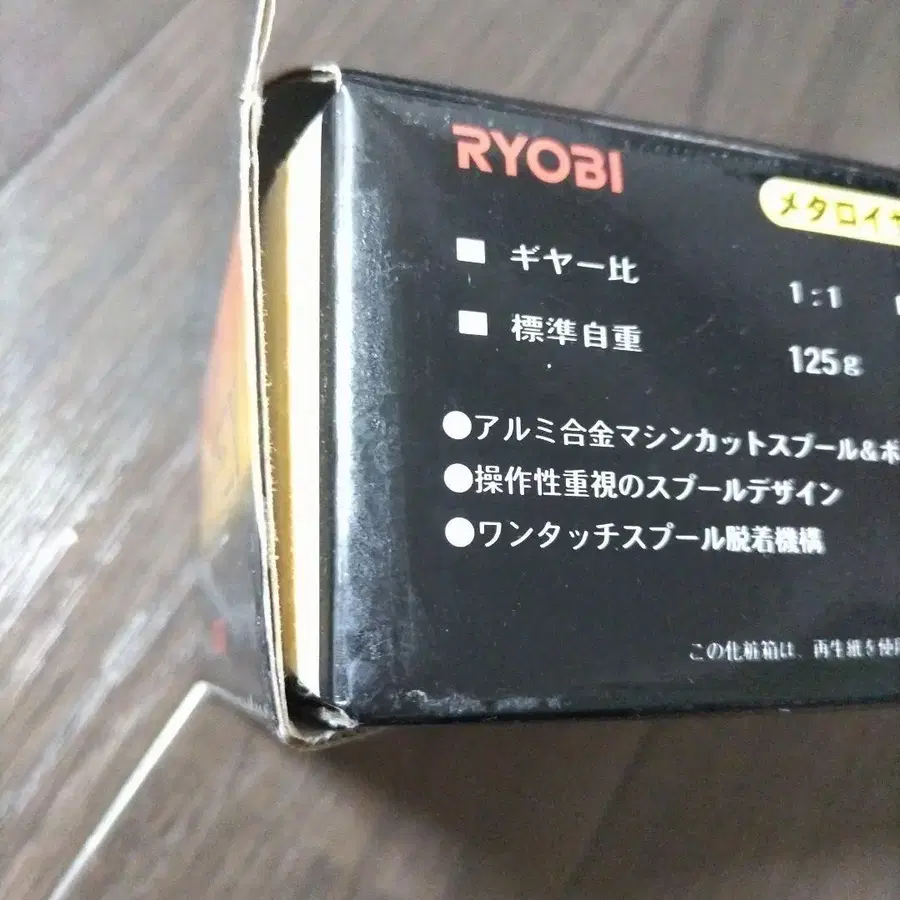 RYOBI
メタロイヤ
■ ギヤー比 1:1
■ 標準自重 125g
●アルミ合金マシンカットスプール&ボ
●操作性重視のスプールデザイン
●ワンタッチスプール脱着機構
この化粧箱は、再生紙を使用